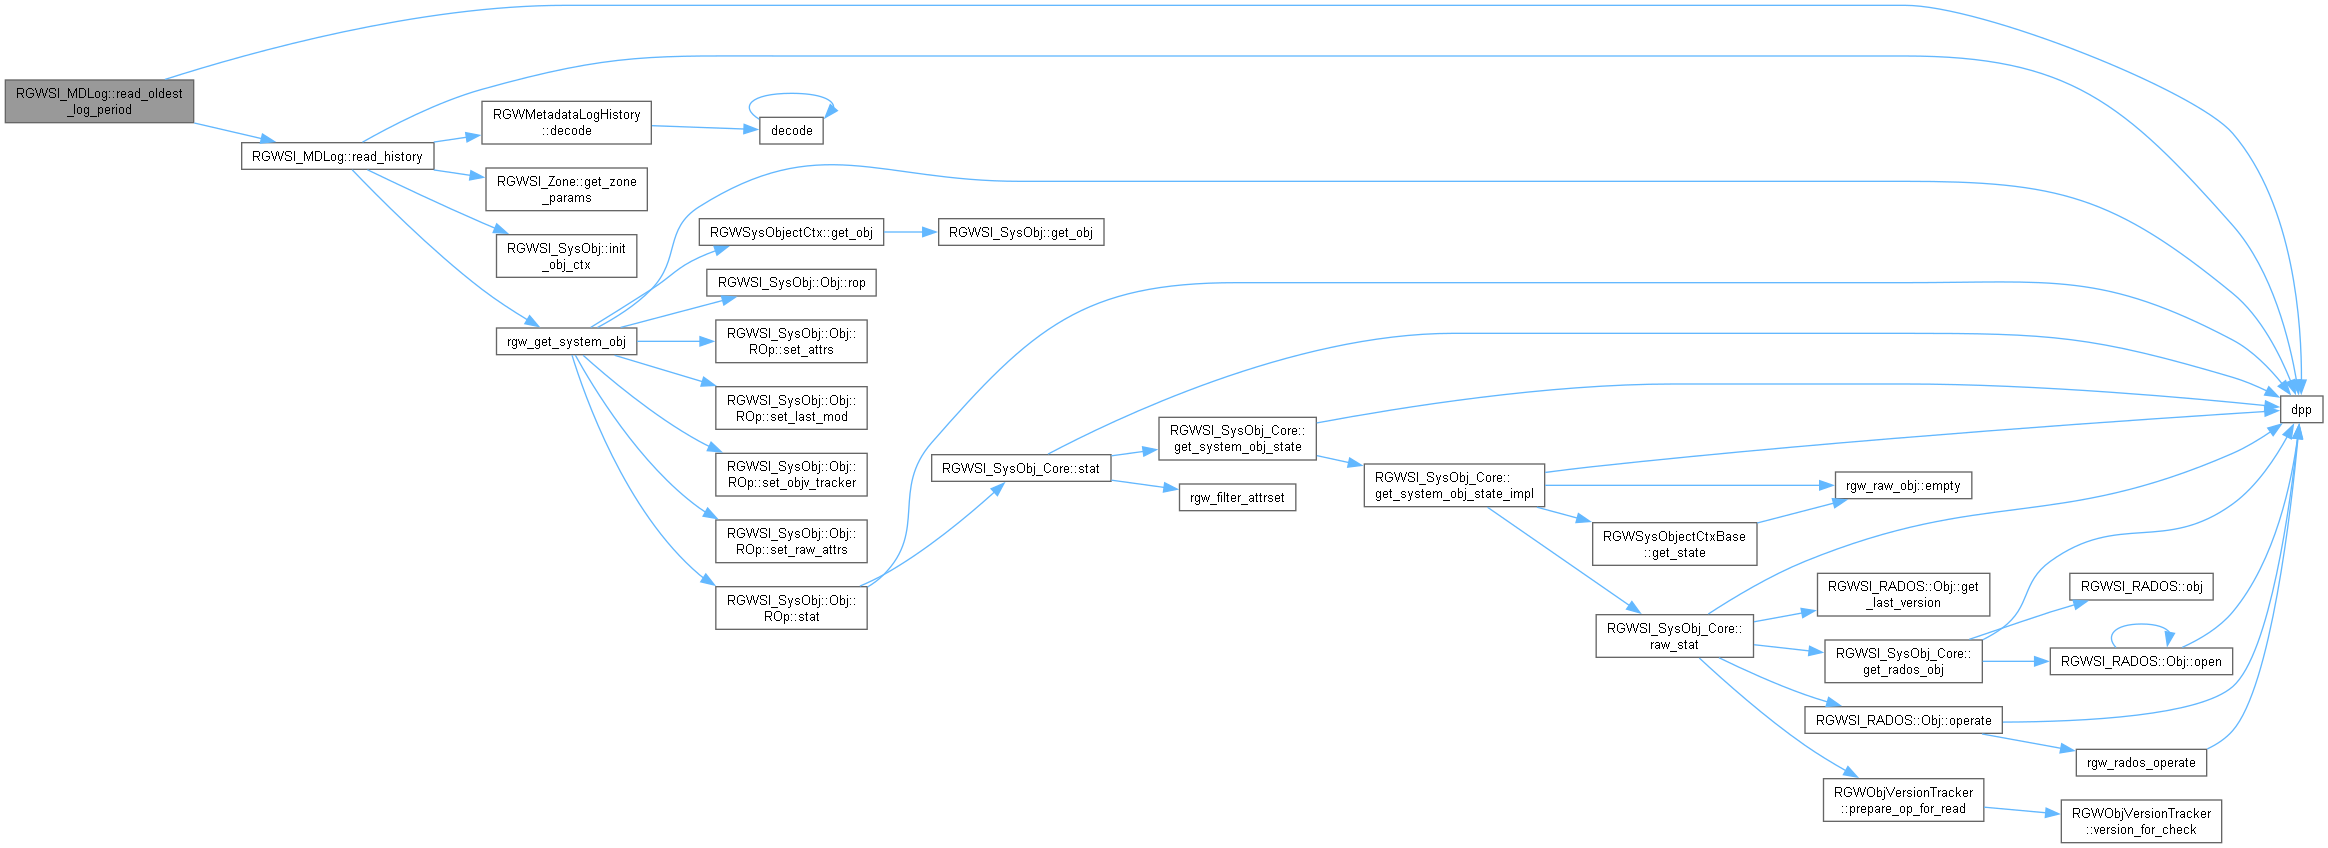 RGWSI_MDLog::read_oldest
_log_period
RGWSI_MDLog::read_history
RGWMetadataLogHistory
::decode
decode
RGWSI_Zone::get_zone
_params
RGWSI_SysObj::init
_obj_ctx
rgw_get_system_obj
RGWSysObjectCtx::get_obj
RGWSI_SysObj::get_obj
RGWSI_SysObj::Obj::rop
RGWSI_SysObj::Obj::
ROp::set_attrs
RGWSI_SysObj::Obj::
ROp::set_last_mod
RGWSI_SysObj::Obj::
ROp::set_objv_tracker
RGWSI_SysObj::Obj::
ROp::set_raw_attrs
RGWSI_SysObj::Obj::
ROp::stat
RGWSI_SysObj_Core::stat
RGWSI_SysObj_Core::
get_system_obj_state
rgw_filter_attrset
RGWSI_SysObj_Core::
get_system_obj_state_impl
rgw_raw_obj::empty
RGWSysObjectCtxBase
::get_state
RGWSI_SysObj_Core::
raw_stat
RGWSI_RADOS::Obj::get
_last_version
RGWSI_SysObj_Core::
get_rados_obj
RGWSI_RADOS::obj
RGWSI_RADOS::Obj::open
RGWSI_RADOS::Obj::operate
rgw_rados_operate
RGWObjVersionTracker
::prepare_op_for_read
RGWObjVersionTracker
::version_for_check
dpp